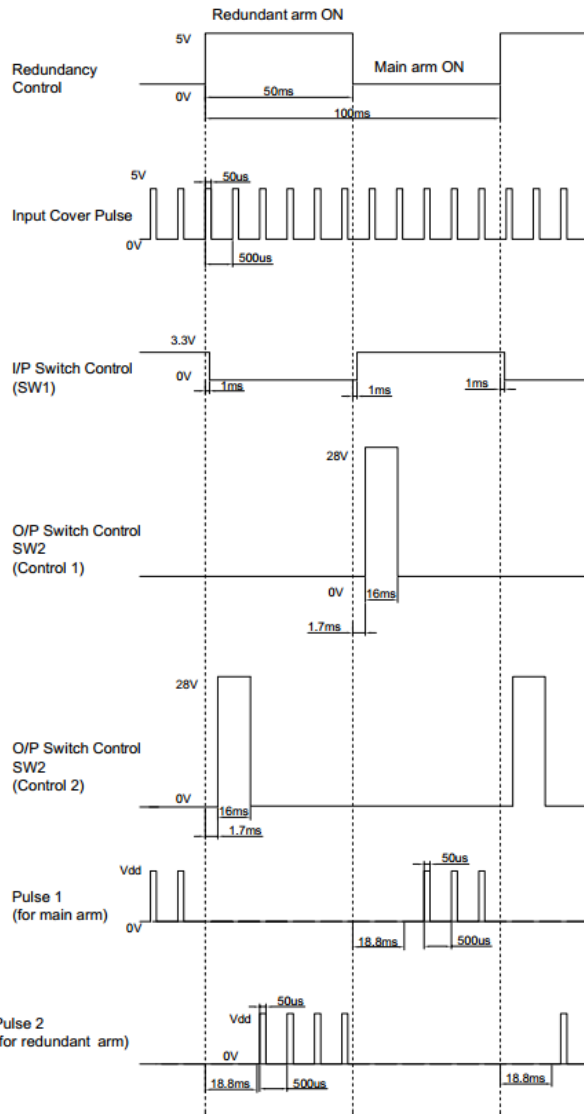 Redundant arm ON
5V
Redundancy
Control
Main arm ON
0V
50ms
100ms
5V
50us
Input Cover Pulse
0V
500us
3.3V
I/P Switch Control
(SW1)
0V
1ms
1ms
1ms
28V
O/P Switch Control
SW2
(Control 1)
0V
16ms
1.7ms
28V
O/P Switch Control
SW2
(Control 2)
0V
16ms
1.7ms
Vdd
50us
Pulse 1
(for main arm)
0V
18.8ms
500us
50us
Pulse 2
Vdd
for redundant arm)
0V
18.8ms
500us
18.8ms